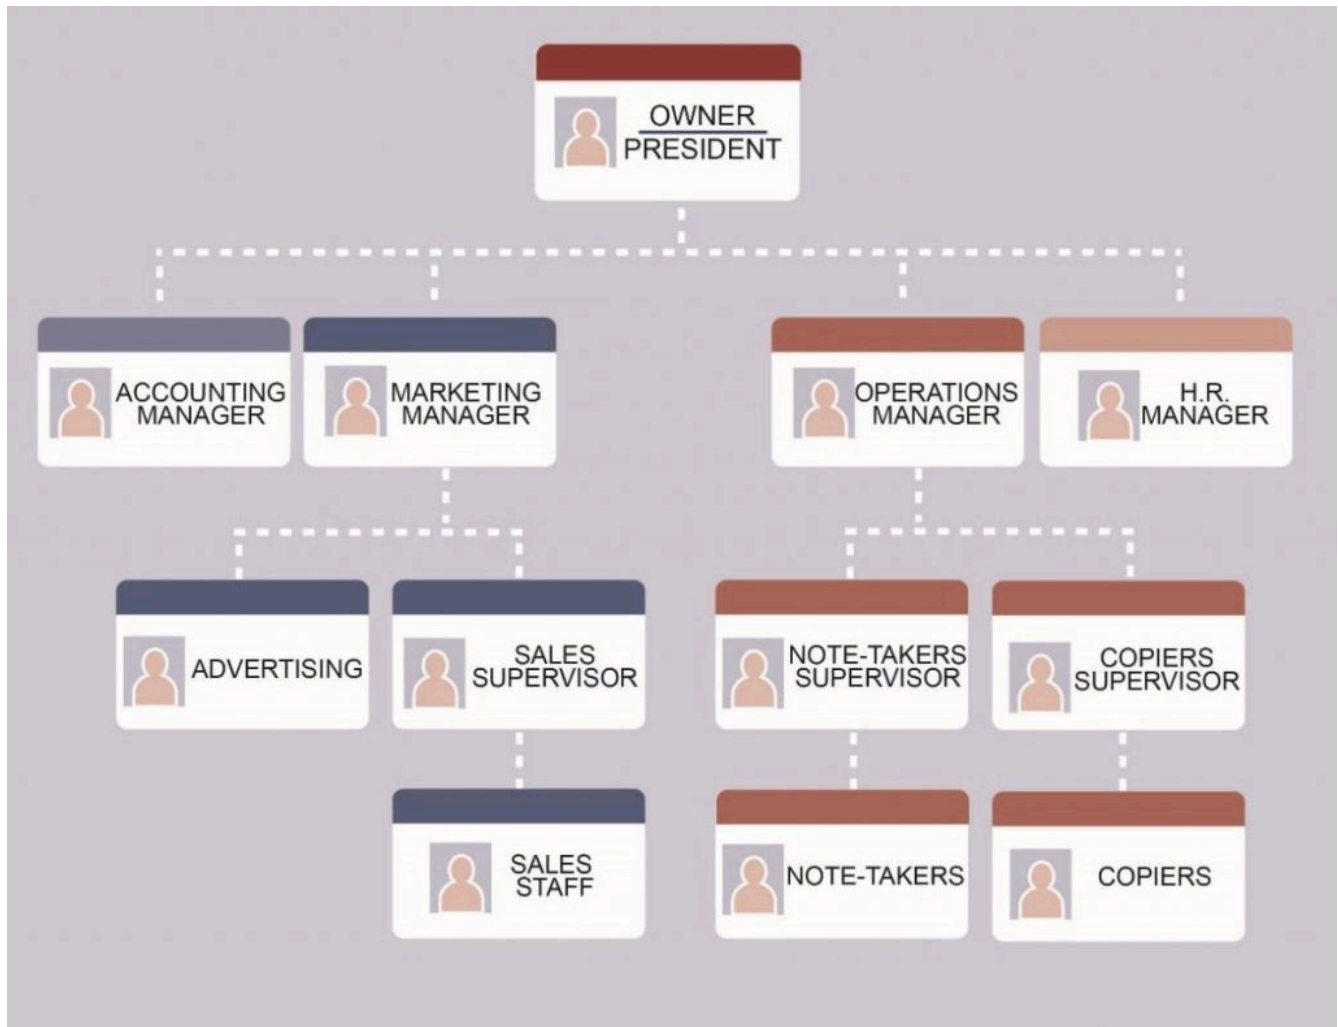 OWNER
PRESIDENT
ACCOUNTING
MANAGER
MARKETING
MANAGER
OPERATIONS
MANAGER
H.R.
MANAGER
ADVERTISING
SALES
SUPERVISOR
NOTE-TAKERS
SUPERVISOR
COPIERS
SUPERVISOR
SALES
STAFF
NOTE-TAKERS
COPIERS